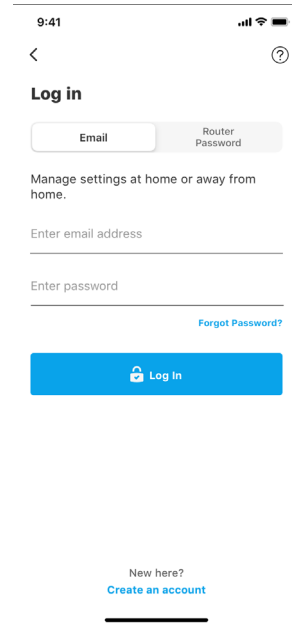 9:41
Log in
Email
Router
Password
Manage settings at home or away from
home.
Enter email address
Enter password
Forgot Password?
Log In
New here?
Create an account